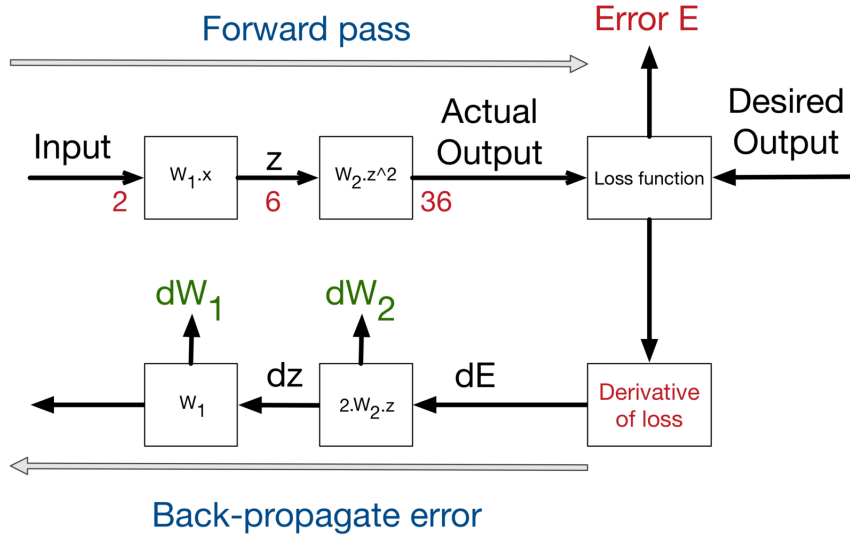 Forward pass
Error E
Input
W1.x
z
W2.z^2
Actual
Output
Loss function
Desired
Output
2
6
36
dW1
dW2
W1
dz
2.W2.z
dE
Derivative
of loss
Back-propagate error